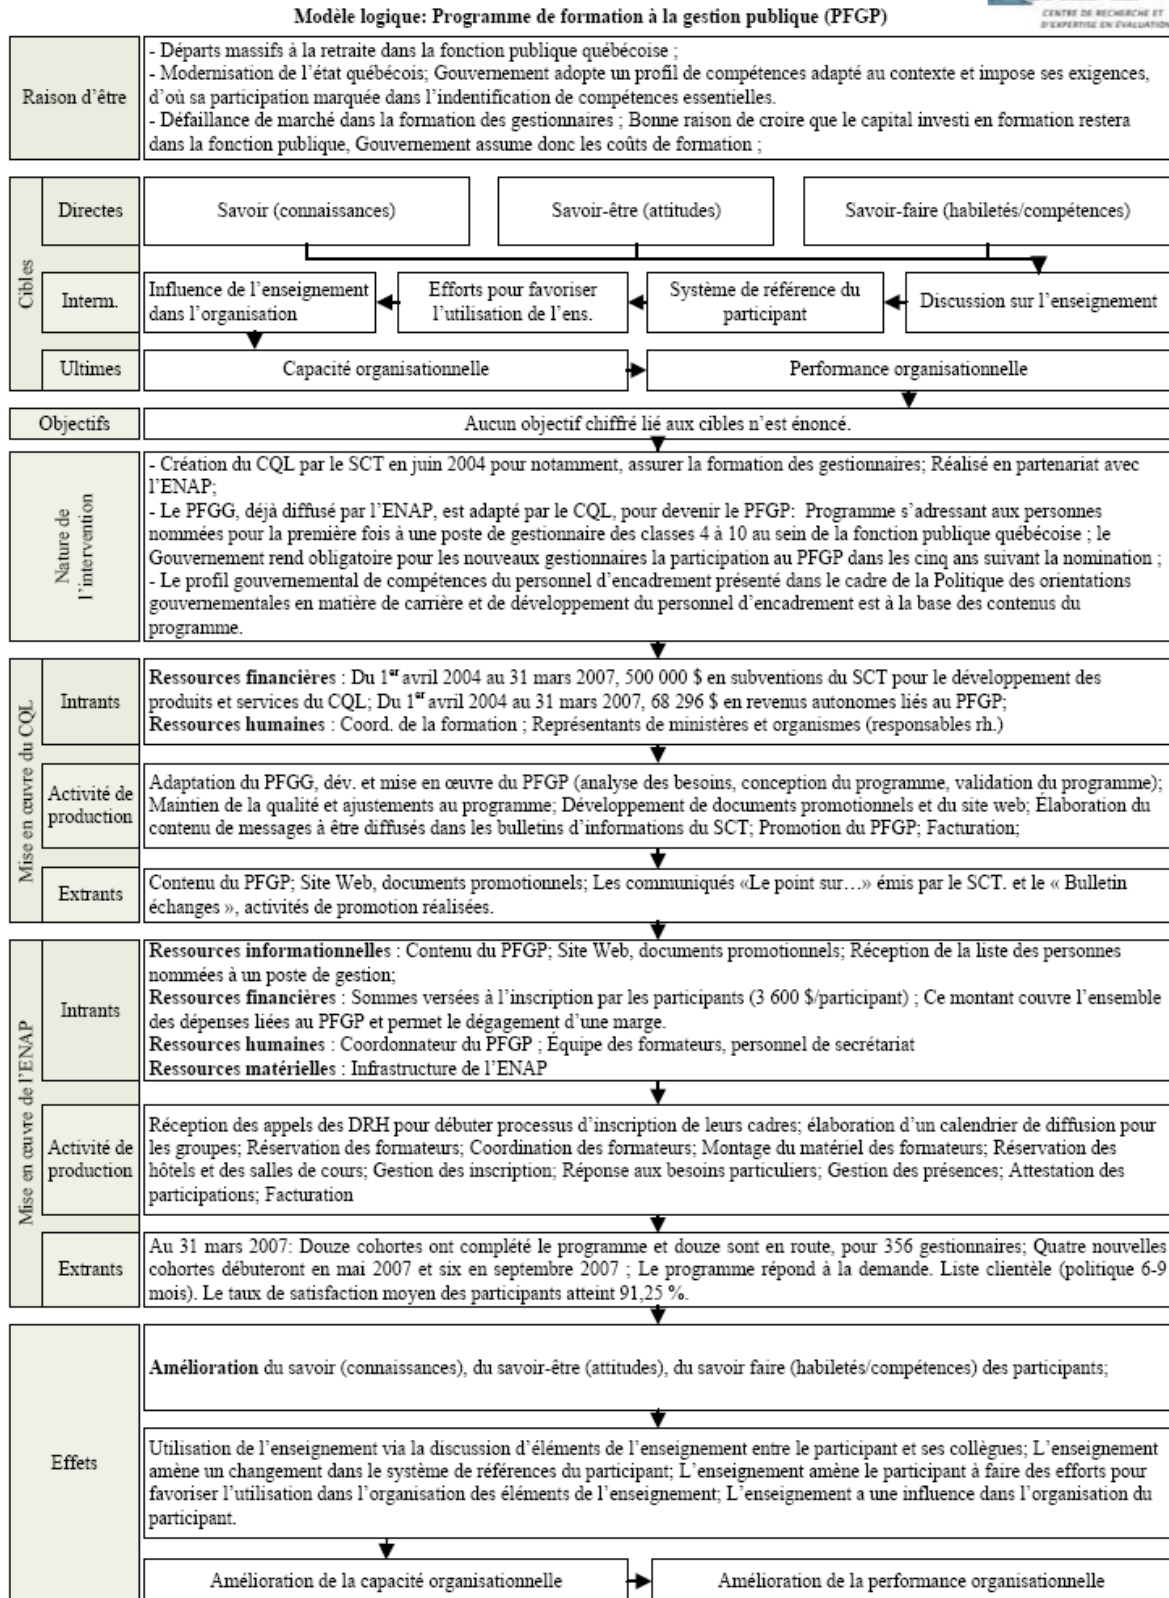 Modèle logique: Programme de formation à la gestion publique (PFGP)
CENTRE DE RECHERCHE ET
D'EXPERTISE EN ÉVALUATION
Raison d’être
- Départs massifs à la retraite dans la fonction publique québécoise ;
- Modernisation de l’état québécois; Gouvernement adopte un profil de compétences adapté au contexte et impose ses exigences,
d’où sa participation marquée dans l’indentification de compétences essentielles.
- Défaillance de marché dans la formation des gestionnaires ; Bonne raison de croire que le capital investi en formation restera
dans la fonction publique, Gouvernement assume donc les coûts de formation ;
Cibles
Directes
Savoir (connaissances)
Savoir-être (attitudes)
Savoir-faire (habiletés/compétences)
Interm.
Influence de l’enseignement
dans l’organisation
Efforts pour favoriser
l’utilisation de l’ens.
Système de référence du
participant
Discussion sur l’enseignement
Ultimes
Capacité organisationnelle
Performance organisationnelle
Objectifs
Aucun objectif chiffré lié aux cibles n’est énoncé.
Nature de
l’intervention
- Création du CQL par le SCT en juin 2004 pour notamment, assurer la formation des gestionnaires; Réalisé en partenariat avec
l’ENAP;
- Le PFGG, déjà diffusé par l’ENAP, est adapté par le CQL, pour devenir le PFGP: Programme s’adressant aux personnes
nommées pour la première fois à une poste de gestionnaire des classes 4 à 10 au sein de la fonction publique québécoise ; le
Gouvernement rend obligatoire pour les nouveaux gestionnaires la participation au PFGP dans les cinq ans suivant la nomination ;
- Le profil gouvernemental de compétences du personnel d’encadrement présenté dans le cadre de la Politique des orientations
gouvernementales en matière de carrière et de développement du personnel d’encadrement est à la base des contenus du
programme.
Mise en œuvre du CQL
Intrants
Ressources financières : Du 1er avril 2004 au 31 mars 2007, 500 000 $ en subventions du SCT pour le développement des
produits et services du CQL; Du 1er avril 2004 au 31 mars 2007, 68 296 $ en revenus autonomes liés au PFGP;
Ressources humaines : Coord. de la formation ; Représentants de ministères et organismes (responsables rh.)
Activité de
production
Adaptation du PFGG, dév. et mise en œuvre du PFGP (analyse des besoins, conception du programme, validation du programme);
Maintien de la qualité et ajustements au programme; Développement de documents promotionnels et du site web; Élaboration du
contenu de messages à être diffusés dans les bulletins d’informations du SCT; Promotion du PFGP; Facturation;
Extrants
Contenu du PFGP; Site Web, documents promotionnels; Les communiqués «Le point sur…» émis par le SCT. et le « Bulletin
échanges », activités de promotion réalisées.
Mise en œuvre de l’ENAP
Intrants
Ressources informationnelles : Contenu du PFGP; Site Web, documents promotionnels; Réception de la liste des personnes
nommées à un poste de gestion;
Ressources financières : Sommes versées à l’inscription par les participants (3 600 $/participant) ; Ce montant couvre l’ensemble
des dépenses liées au PFGP et permet le dégagement d’une marge.
Ressources humaines : Coordonnateur du PFGP ; Équipe des formateurs, personnel de secrétariat
Ressources matérielles : Infrastructure de l’ENAP
Activité de
production
Réception des appels des DRH pour débuter processus d’inscription de leurs cadres; élaboration d’un calendrier de diffusion pour
les groupes; Réservation des formateurs; Coordination des formateurs; Montage du matériel des formateurs; Réservation des
hôtels et des salles de cours; Gestion des inscription; Réponse aux besoins particuliers; Gestion des présences; Attestation des
participations; Facturation
Extrants
Au 31 mars 2007: Douze cohortes ont complété le programme et douze sont en route, pour 356 gestionnaires; Quatre nouvelles
cohortes débuteront en mai 2007 et six en septembre 2007 ; Le programme répond à la demande. Liste clientèle (politique 6-9
mois). Le taux de satisfaction moyen des participants atteint 91,25 %.
Effets
Amélioration du savoir (connaissances), du savoir-être (attitudes), du savoir faire (habiletés/compétences) des participants;
Utilisation de l’enseignement via la discussion d’éléments de l’enseignement entre le participant et ses collègues; L’enseignement
amène un changement dans le système de références du participant; L’enseignement amène le participant à faire des efforts pour
favoriser l’utilisation dans l’organisation des éléments de l’enseignement; L’enseignement a une influence dans l’organisation du
participant.
Amélioration de la capacité organisationnelle
Amélioration de la performance organisationnelle